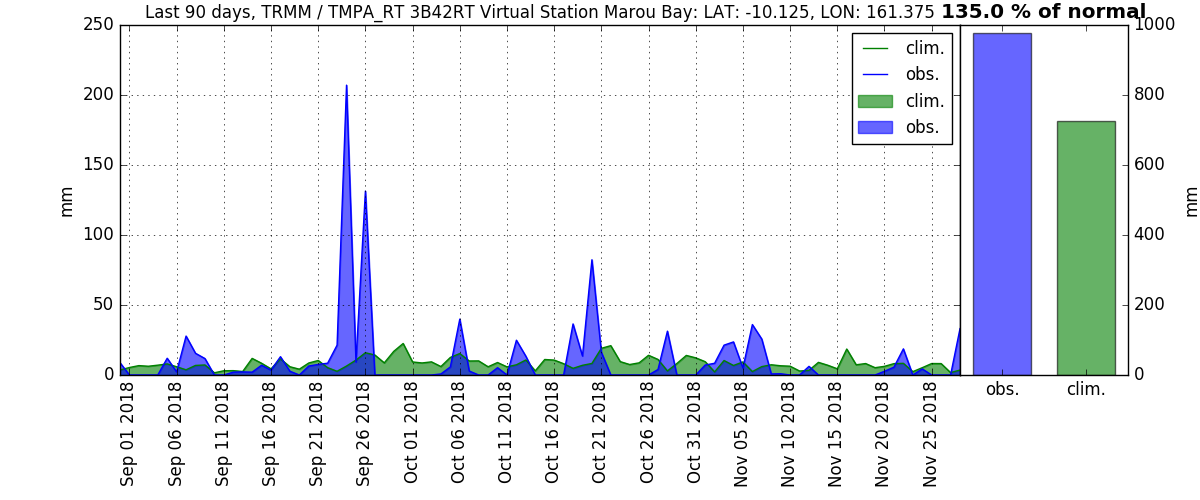 Last 90 days, TRMM / TMPA_RT 3B42RT Virtual Station Marou Bay: LAT: -10.125, LON: 161.375 135.0 % of normal
250
200
150
100
50
0
mm
clim.
obs.
clim.
obs.
1000
800
600
400
200
0
mm
obs.
clim.
Sep 01 2018
Sep 06 2018
Sep 11 2018
Sep 16 2018
Sep 21 2018
Sep 26 2018
Oct 01 2018
Oct 06 2018
Oct 11 2018
Oct 16 2018
Oct 21 2018
Oct 26 2018
Oct 31 2018
Nov 05 2018
Nov 10 2018
Nov 15 2018
Nov 20 2018
Nov 25 2018